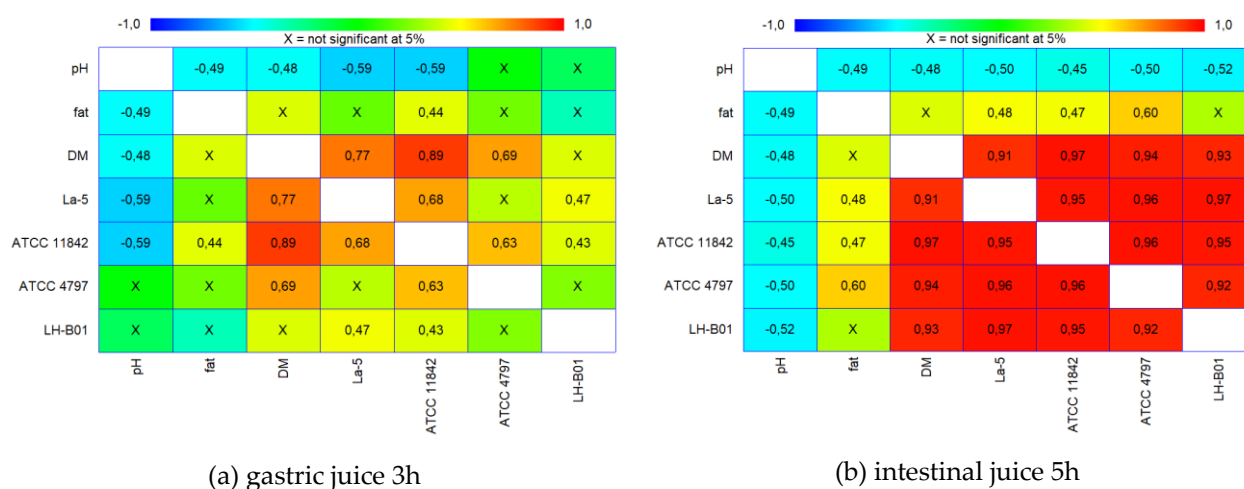 -1,0 1,0
X = not significant at 5%
pH -0,49 -0,48 -0,59 -0,59 X X
fat -0,49 X X 0,44 X X
DM -0,48 X 0,77 0,89 0,69 X
La-5 -0,59 X 0,77 0,68 X 0,47
ATCC 11842 -0,59 0,44 0,89 0,68 0,63 0,43
ATCC 4797 X X 0,69 X 0,63 X
LH-B01 X X X 0,47 0,43 X
pH fat DM La-5 ATCC 11842 ATCC 4797 LH-B01
(a) gastric juice 3h
-1,0 1,0
X = not significant at 5%
pH -0,49 -0,48 -0,50 -0,45 -0,50 -0,52
fat -0,49 X 0,48 0,47 0,60 X
DM -0,48 X 0,91 0,97 0,94 0,93
La-5 -0,50 0,48 0,91 0,95 0,96 0,97
ATCC 11842 -0,45 0,47 0,97 0,95 0,96 0,95
ATCC 4797 -0,50 0,60 0,94 0,96 0,96 0,92
LH-B01 -0,52 X 0,93 0,97 0,95 0,92
pH fat DM La-5 ATCC 11842 ATCC 4797 LH-B01
(b) intestinal juice 5h